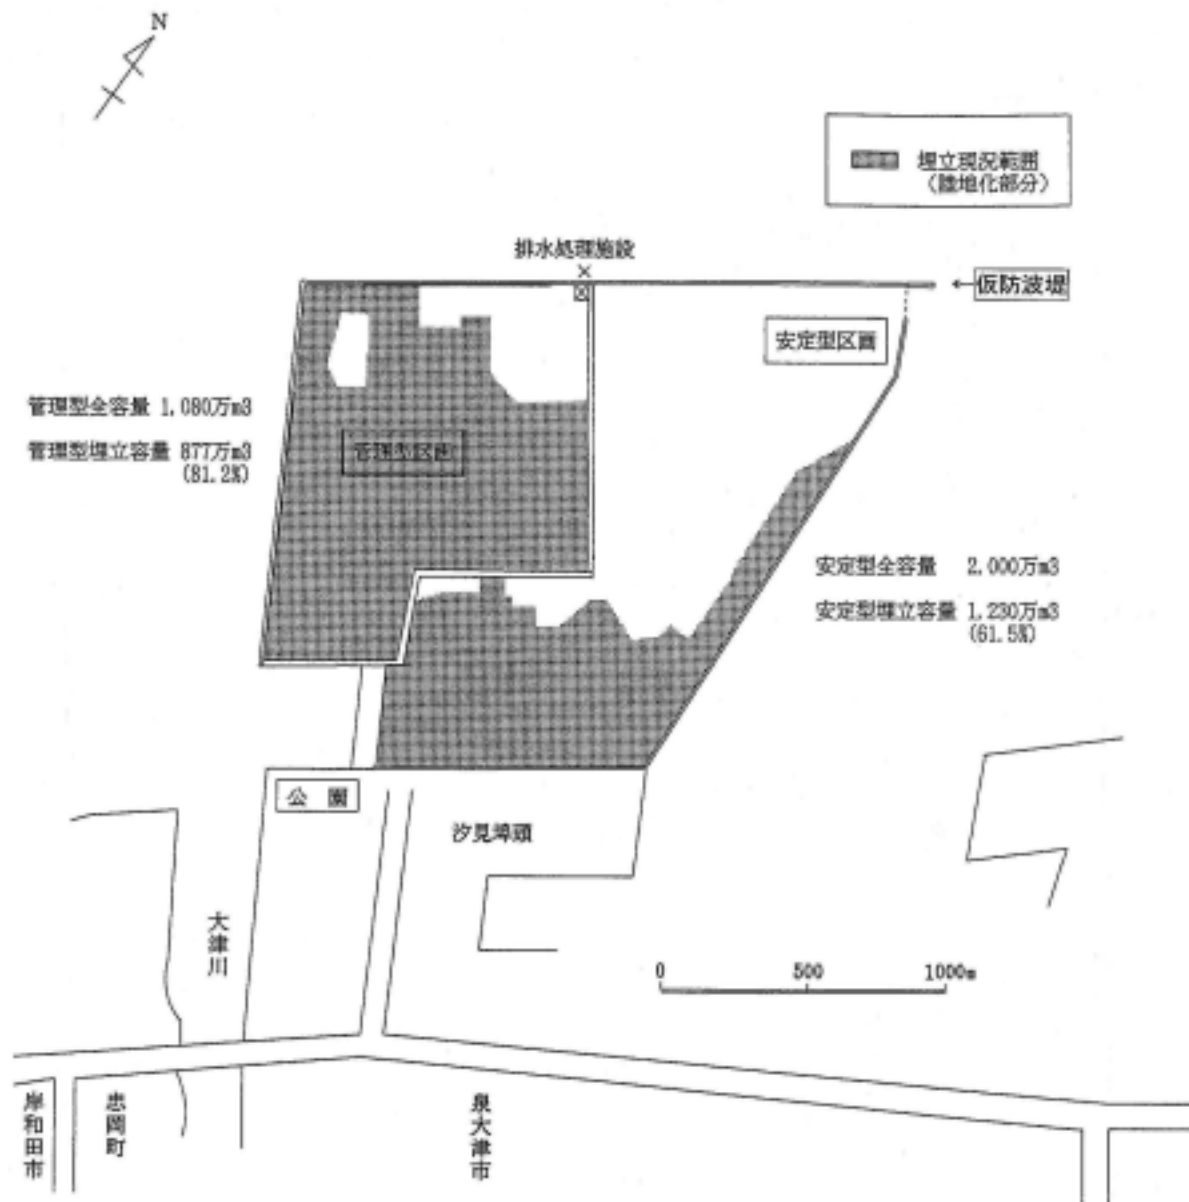 N
埋立現況範囲
(陸地化部分)
排水処理施設
←仮防波堤
安定型区画
管理型全容量 1,080万m3
管理型埋立容量 877万m3
(81.2%)
管理型区画
安定型全容量 2,000万m3
安定型埋立容量 1,230万m3
(61.5%)
公園
汐見埠頭
大津川
0 500 1000m
岸和田市
忠岡町
泉大津市